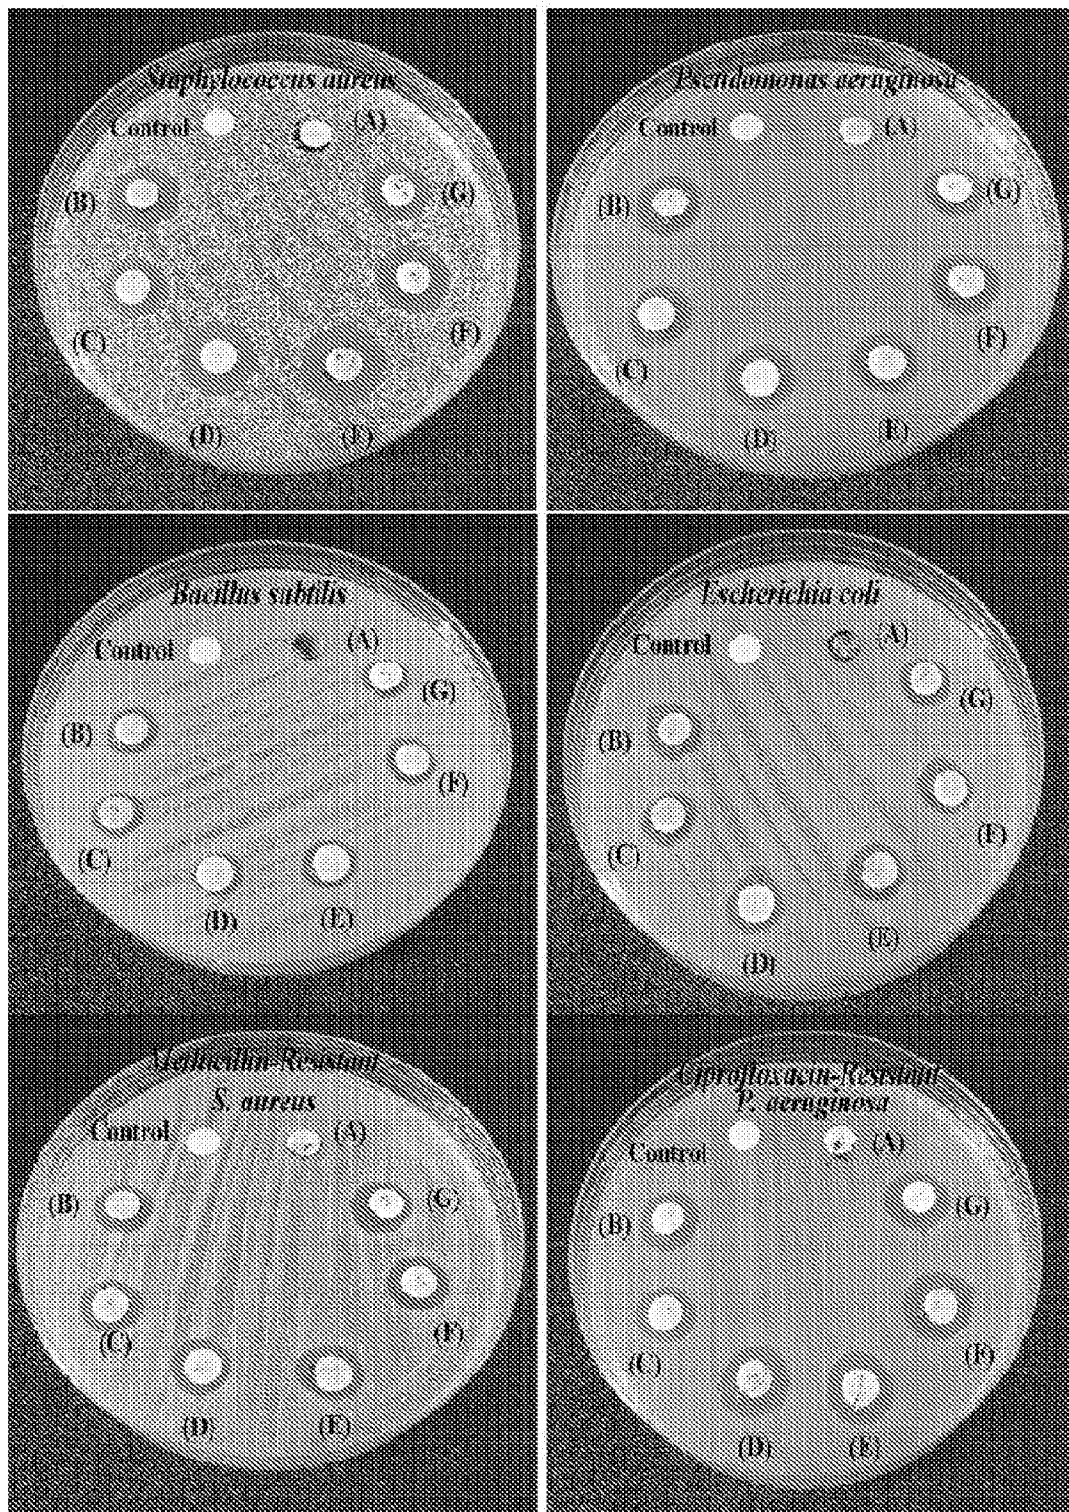 Staphylococcus aureus
Control (A)
(B) (G)
(C) (F)
(D) (E)
Pseudomonas aeruginosa
Control (A)
(B) (G)
(C) (F)
(D) (E)
Bacillus subtilis
Control (A)
(B) (G)
(C) (F)
(D) (E)
Escherichia coli
Control (A)
(B) (G)
(C) (F)
(D) (E)
Methicillin-Resistant
S. aureus
Control (A)
(B) (G)
(C) (F)
(D) (E)
Ciprofloxacin-Resistant
P. aeruginosa
Control (A)
(B) (G)
(C) (F)
(D) (E)